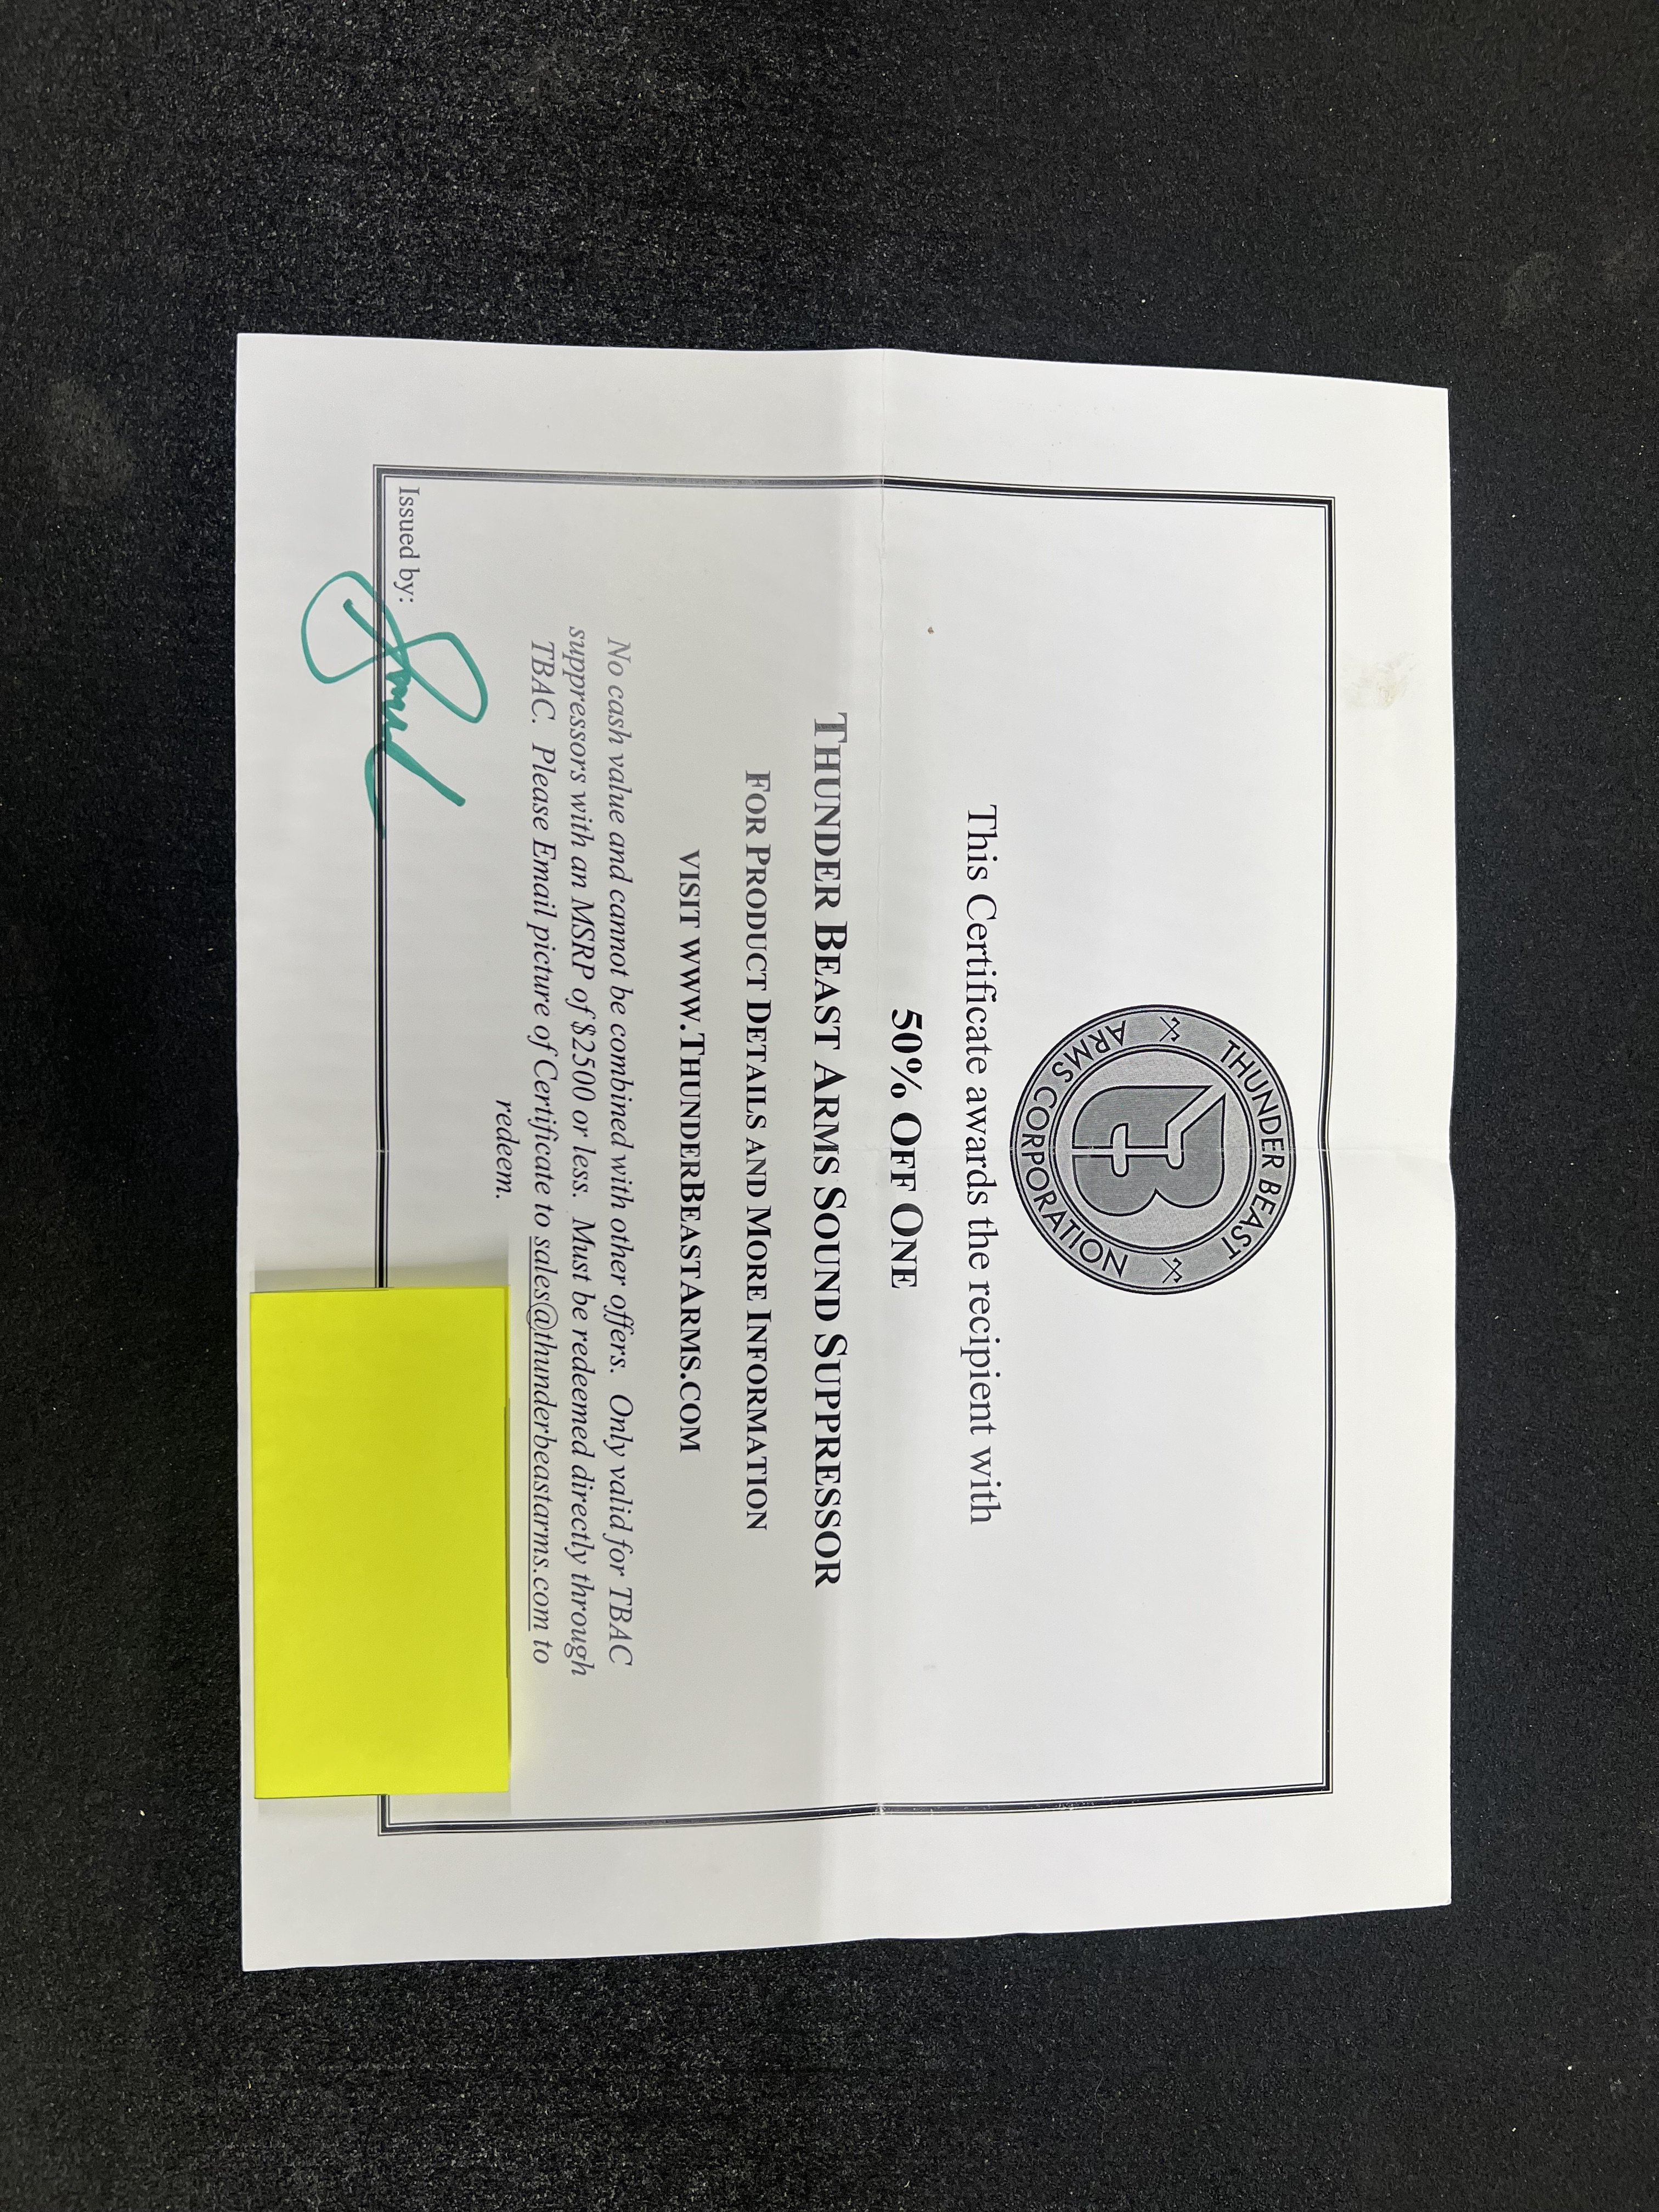 THUNDER BEAST
ARMS CORPORATION
This Certificate awards the recipient with
50% OFF ONE
THUNDER BEAST ARMS SOUND SUPPRESSOR
FOR PRODUCT DETAILS AND MORE INFORMATION
VISIT WWW.THUNDERBEASTARMS.COM
No cash value and cannot be combined with other offers. Only valid for TBAC
suppressors with an MSRP of $2500 or less. Must be redeemed directly through
TBAC. Please Email picture of Certificate to sales@thunderbeastarms.com to
redeem.
Issued by: